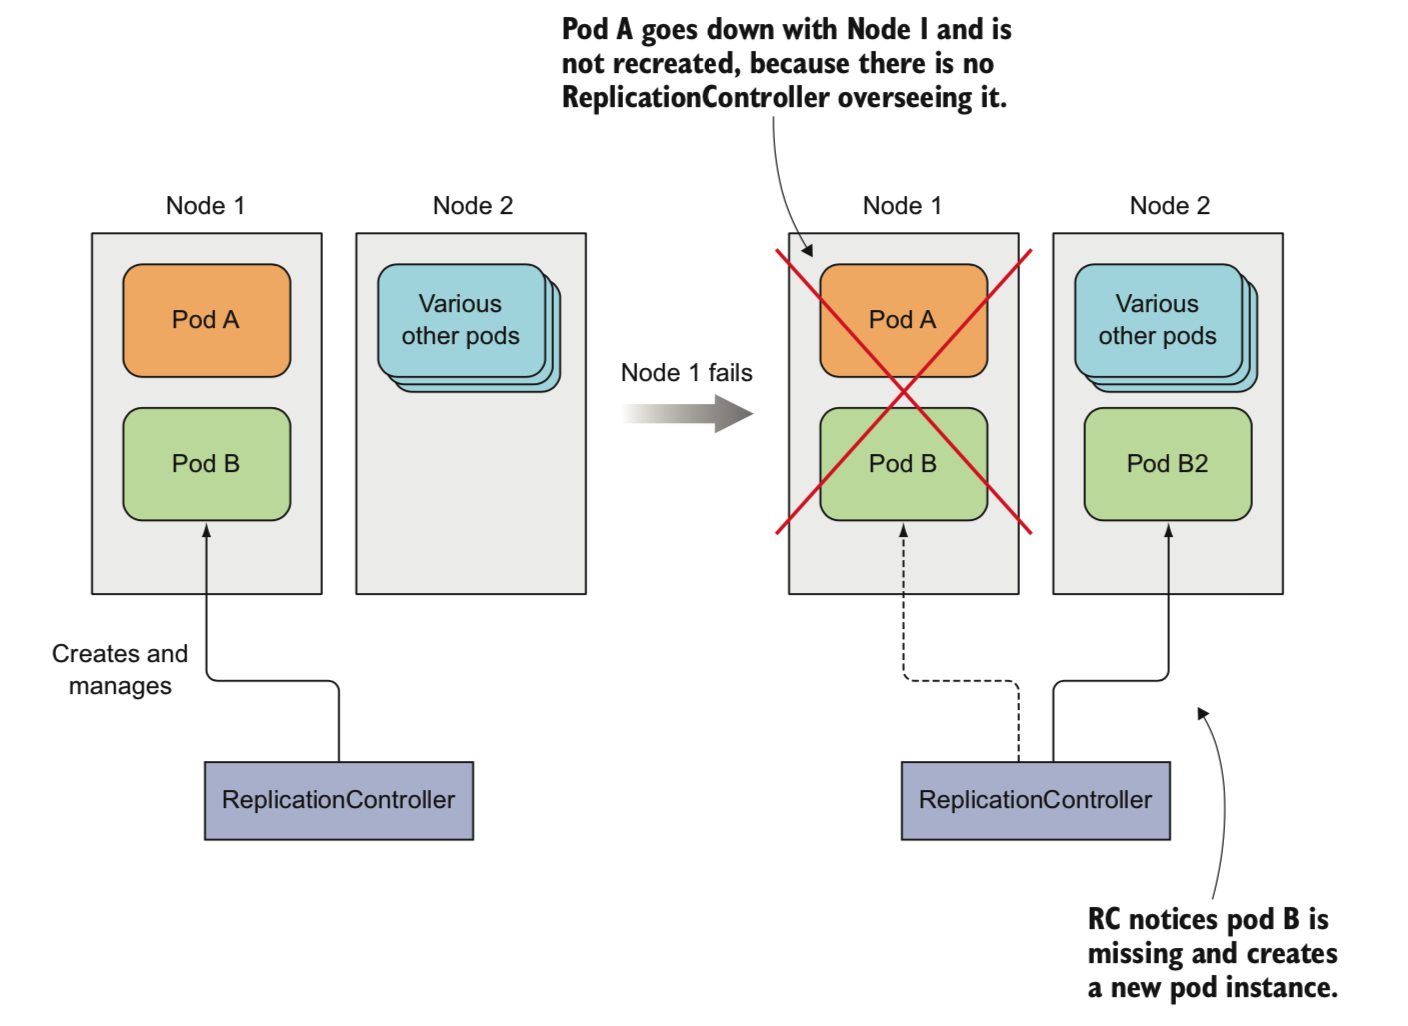 Pod A goes down with Node 1 and is
not recreated, because there is no
ReplicationController overseeing it.
Node 1
Node 2
Pod A
Various
other pods
Pod B
Creates and
manages
ReplicationController
Node 1 fails
Node 1
Node 2
Pod A
Various
other pods
Pod B
Pod B2
ReplicationController
RC notices pod B is
missing and creates
a new pod instance.